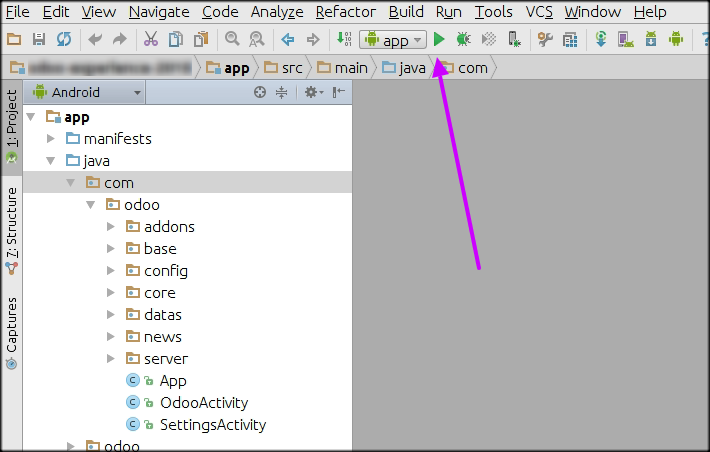 File Edit View Navigate Code Analyze Refactor Build Run Tools VCS Window Help
app
app src main java com
1: Project
Android
app
manifests
java
com
odoo
addons
base
config
core
datas
news
server
App
OdooActivity
SettingsActivity
odoo
7: Structure
Captures